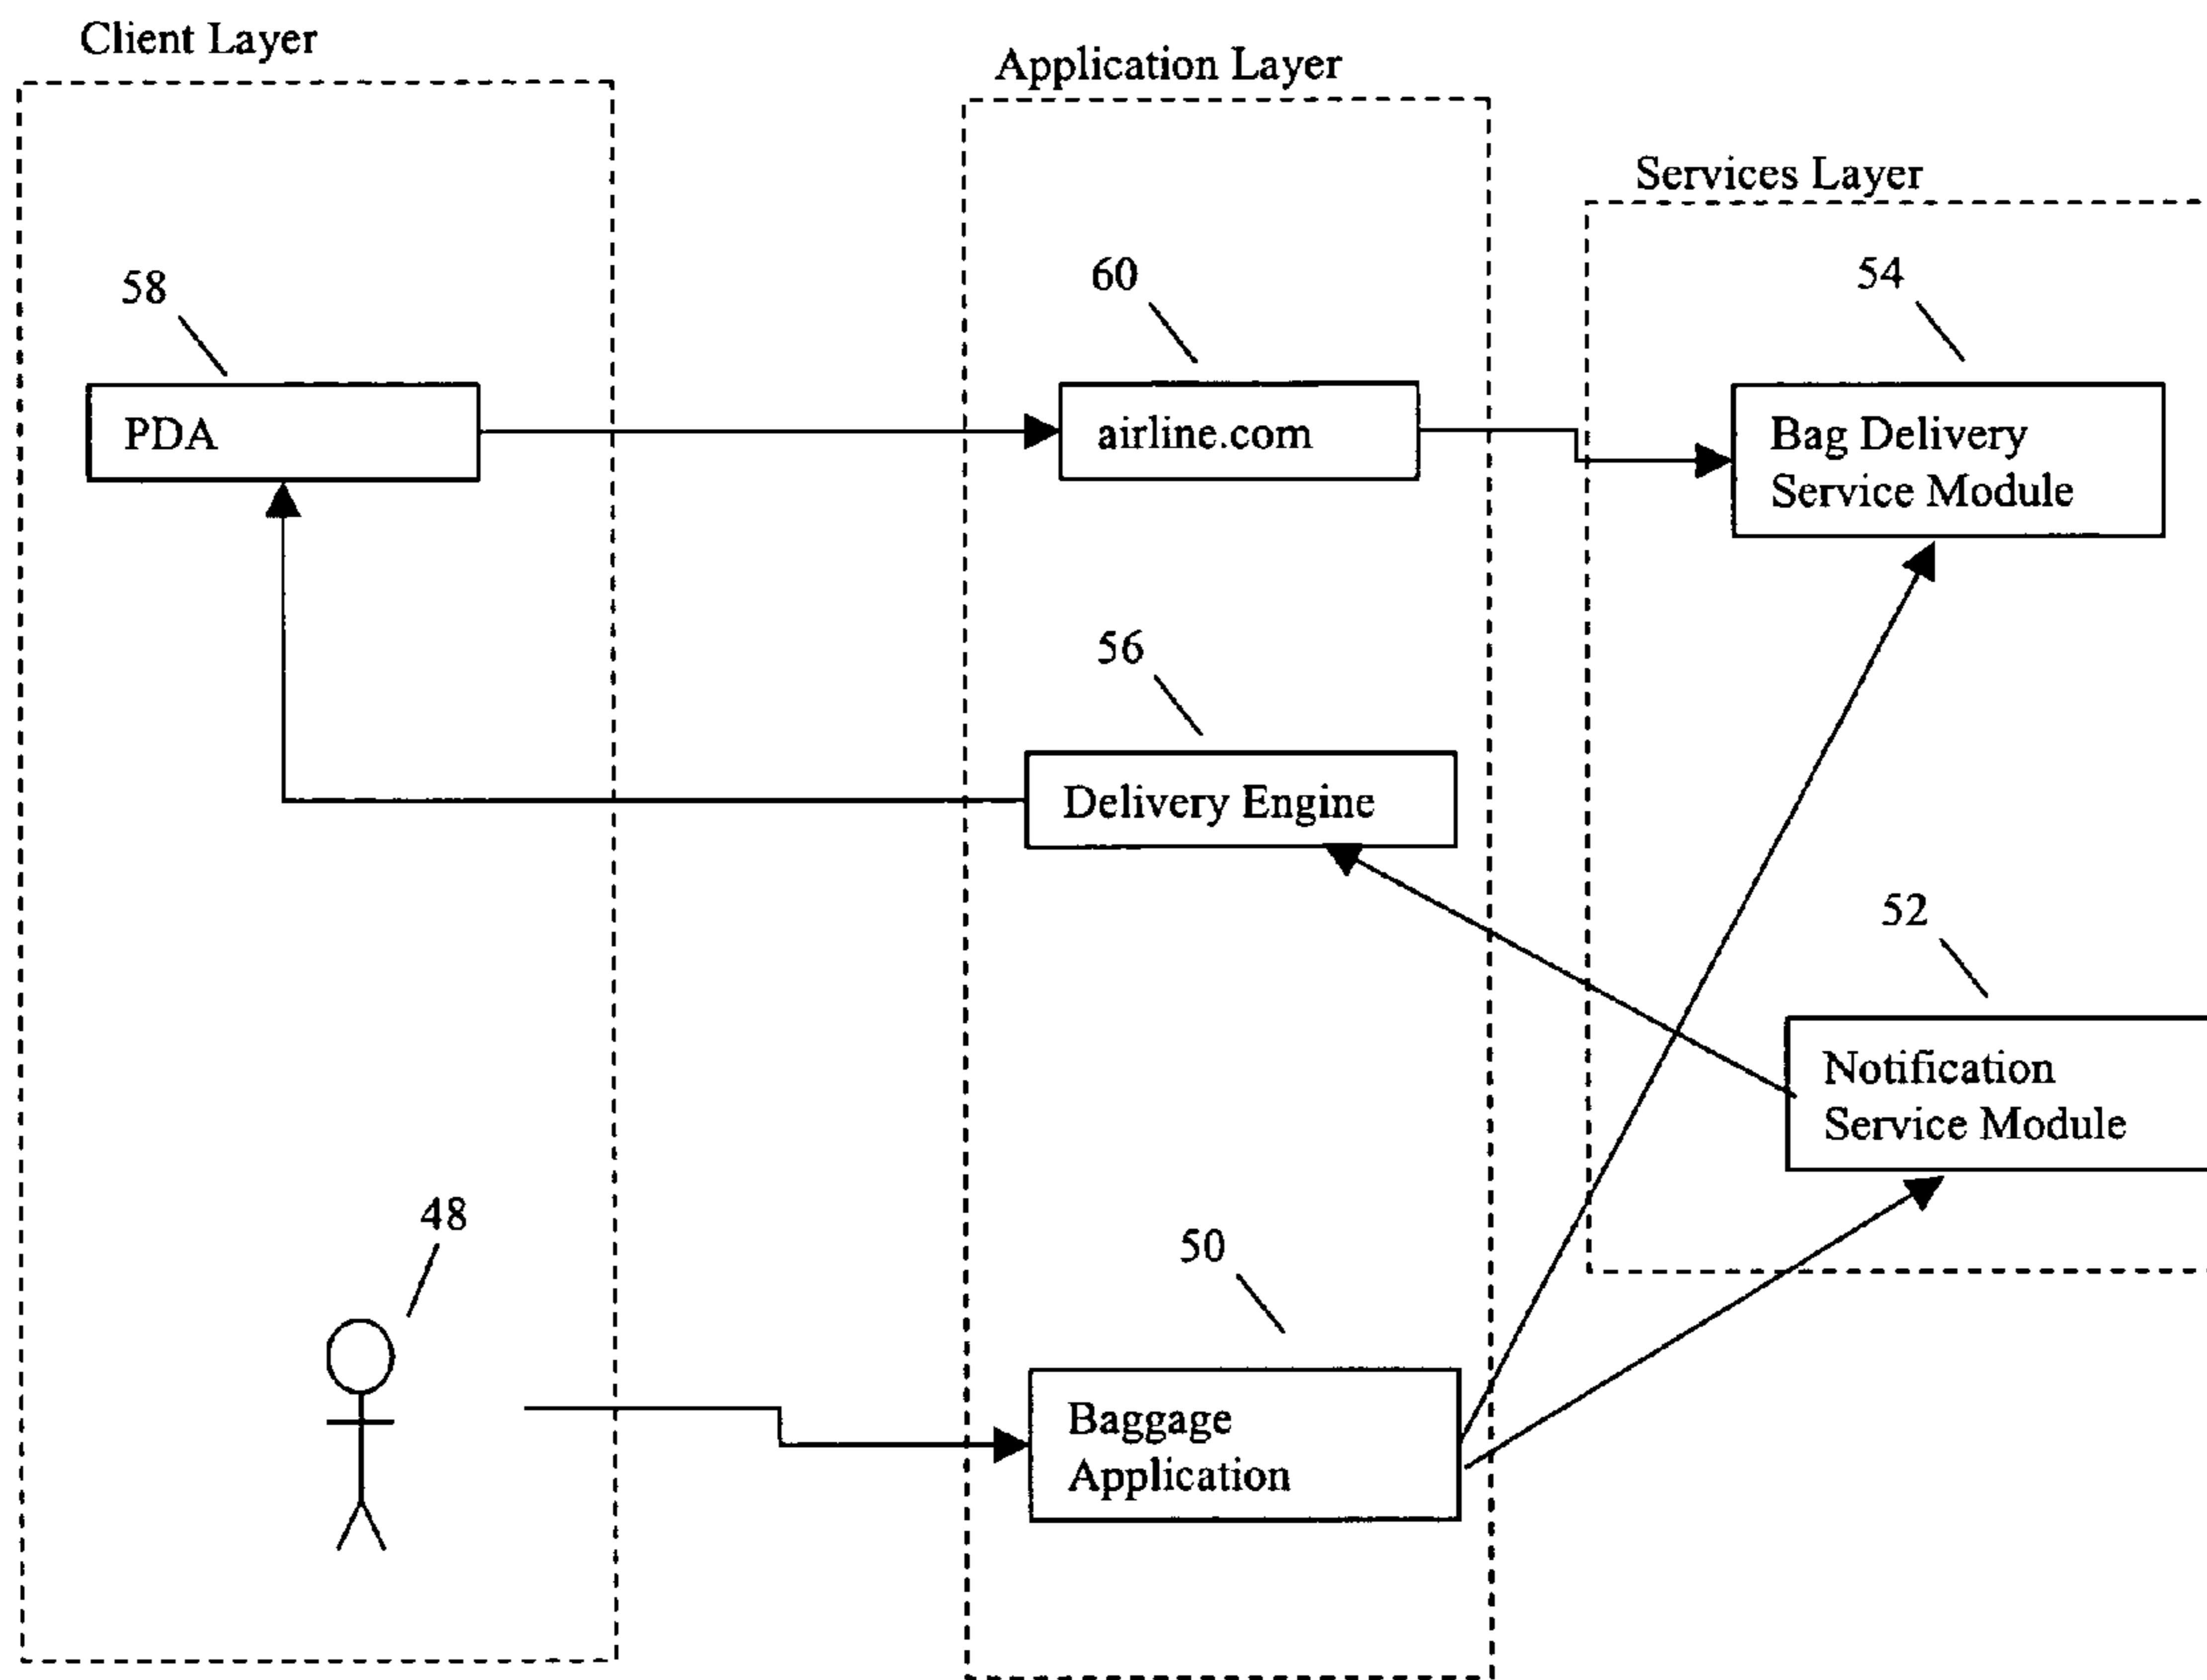 Client Layer
Application Layer
Services Layer
58
60
54
PDA
airline.com
Bag Delivery
Service Module
56
Delivery Engine
52
Notification
Service Module
48
50
Baggage
Application